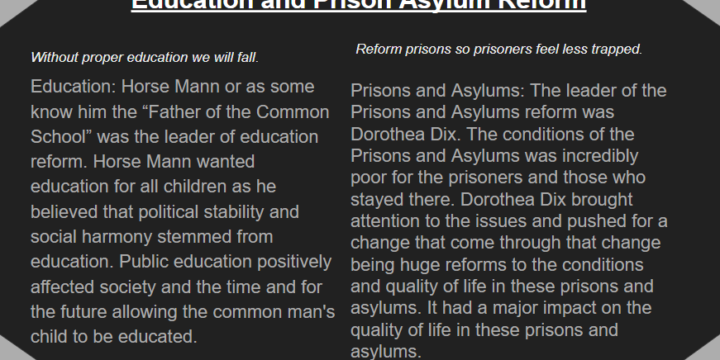 Education and Prison Asylum Reform
Without proper education we will fall.
Education: Horse Mann or as some
know him the “Father of the Common
School” was the leader of education
reform. Horse Mann wanted
education for all children as he
believed that political stability and
social harmony stemmed from
education. Public education positively
affected society and the time and for
the future allowing the common man's
child to be educated.
Reform prisons so prisoners feel less trapped.
Prisons and Asylums: The leader of the
Prisons and Asylums reform was
Dorothea Dix. The conditions of the
Prisons and Asylums was incredibly
poor for the prisoners and those who
stayed there. Dorothea Dix brought
attention to the issues and pushed for a
change that come through that change
being huge reforms to the conditions
and quality of life in these prisons and
asylums. It had a major impact on the
quality of life in these prisons and
asylums.